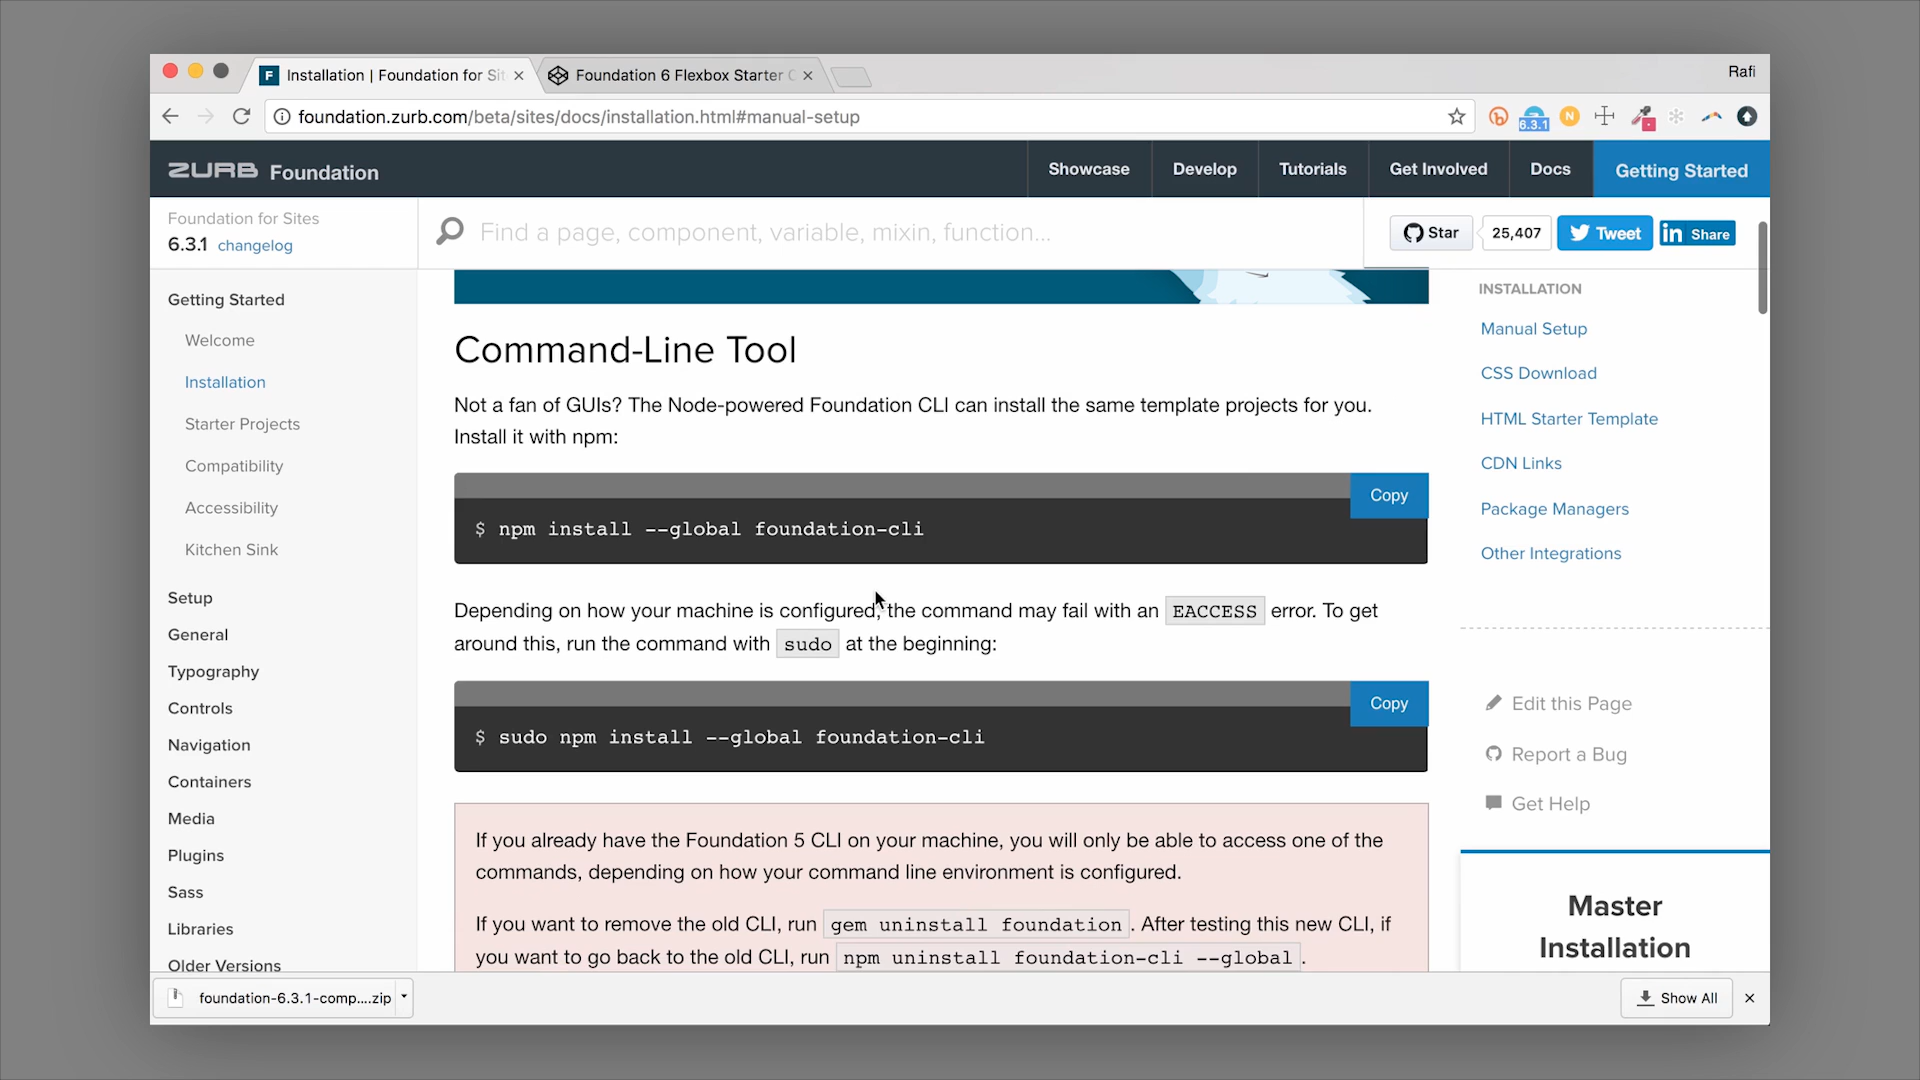 Installation | Foundation for Sit
Foundation 6 Flexbox Starter C
Rafi
foundation.zurb.com/beta/sites/docs/installation.html#manual-setup
6.3.1
N
ZURB Foundation
Showcase
Develop
Tutorials
Get Involved
Docs
Getting Started
Foundation for Sites
6.3.1 changelog
Find a page, component, variable, mixin, function...
Star
25,407
Tweet
in Share
Getting Started
Welcome
Installation
Starter Projects
Compatibility
Accessibility
Kitchen Sink
Setup
General
Typography
Controls
Navigation
Containers
Media
Plugins
Sass
Libraries
Older Versions
Command-Line Tool
Not a fan of GUIs? The Node-powered Foundation CLI can install the same template projects for you.
Install it with npm:
Copy
$ npm install --global foundation-cli
Depending on how your machine is configured, the command may fail with an EACCESS error. To get
around this, run the command with sudo at the beginning:
Copy
$ sudo npm install --global foundation-cli
If you already have the Foundation 5 CLI on your machine, you will only be able to access one of the
commands, depending on how your command line environment is configured.
If you want to remove the old CLI, run gem uninstall foundation. After testing this new CLI, if
you want to go back to the old CLI, run npm uninstall foundation-cli --global.
INSTALLATION
Manual Setup
CSS Download
HTML Starter Template
CDN Links
Package Managers
Other Integrations
Edit this Page
Report a Bug
Get Help
Master
Installation
foundation-6.3.1-comp....zip
Show All